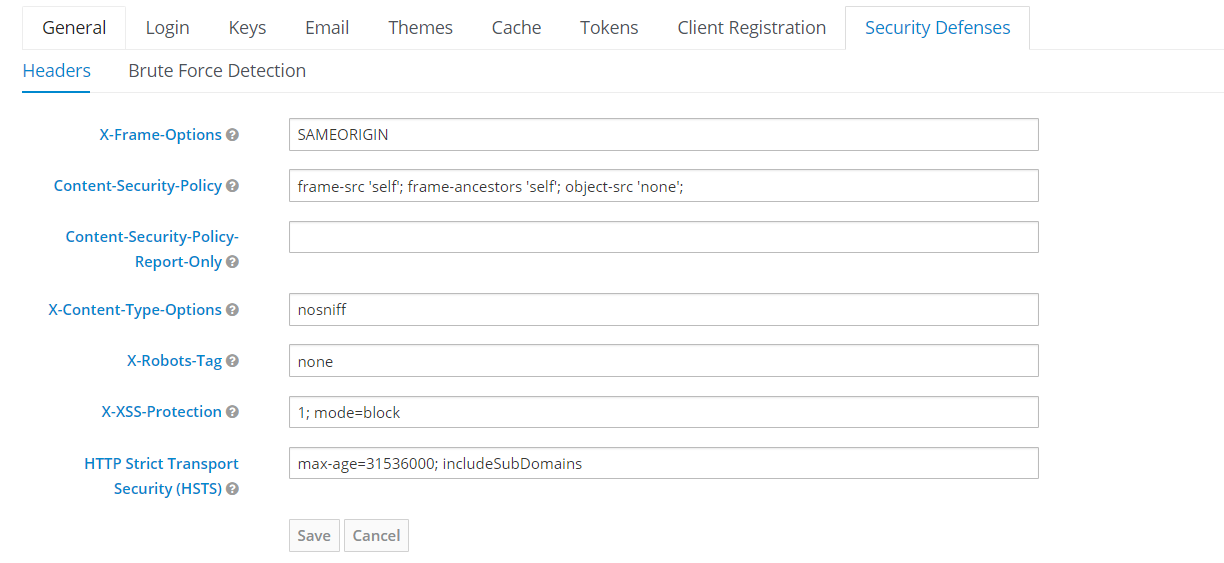 General Login Keys Email Themes Cache Tokens Client Registration Security Defenses
Headers Brute Force Detection
X-Frame-Options SAMEORIGIN
Content-Security-Policy frame-src 'self'; frame-ancestors 'self'; object-src 'none';
Content-Security-Policy-
Report-Only
X-Content-Type-Options nosniff
X-Robots-Tag none
X-XSS-Protection 1; mode=block
HTTP Strict Transport max-age=31536000; includeSubDomains
Security (HSTS)
Save Cancel